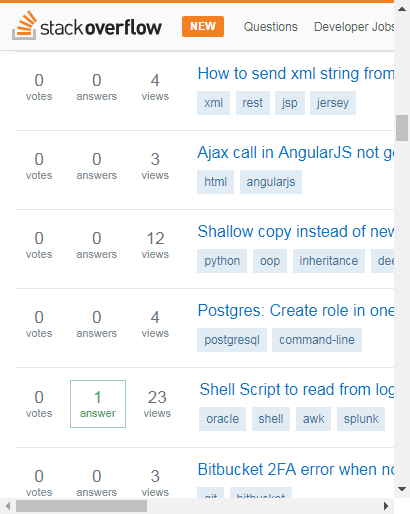 stackoverflow NEW Questions Developer Jobs
0 0 4 How to send xml string from
votes answers views xml rest jsp jersey
0 0 3 Ajax call in AngularJS not
votes answers views html angularjs
0 0 12 Shallow copy instead of new
votes answers views python oop inheritance
0 0 4 Postgres: Create role in one
votes answers views postgresql command-line
0 1 23 Shell Script to read from log
votes answer views oracle shell awk splunk
0 0 3 Bitbucket 2FA error when
votes answers views git bitbucket